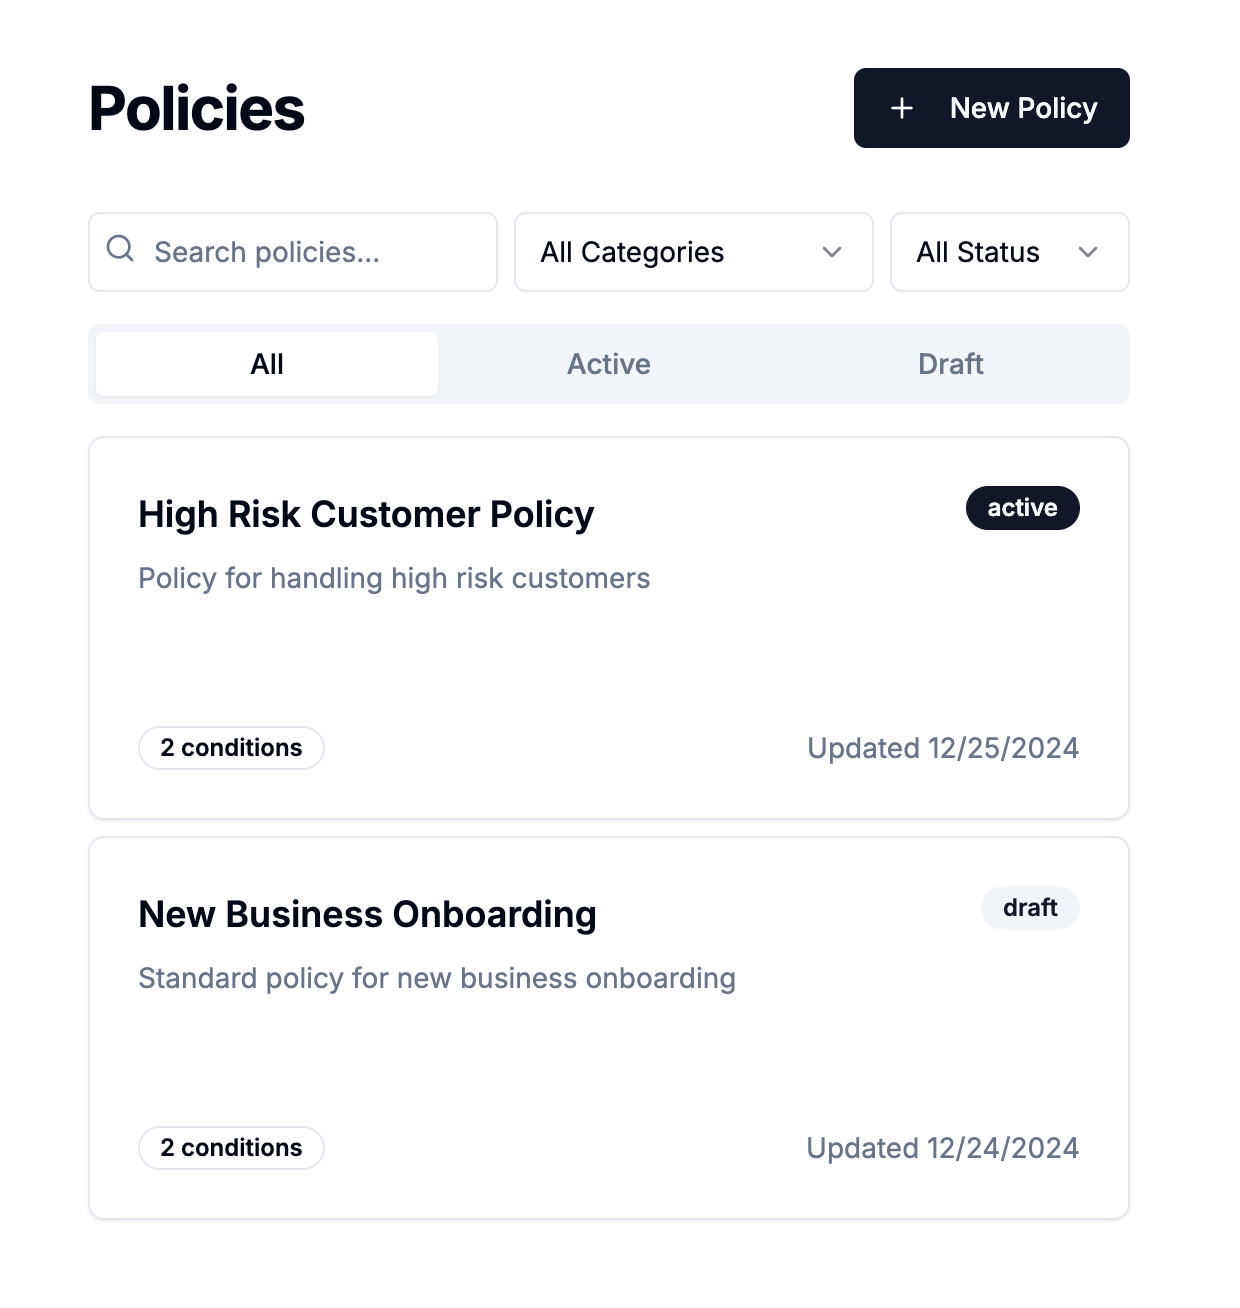 Policies
+ New Policy
Search policies...
All Categories
All Status
All
Active
Draft
High Risk Customer Policy
active
Policy for handling high risk customers
2 conditions
Updated 12/25/2024
New Business Onboarding
draft
Standard policy for new business onboarding
2 conditions
Updated 12/24/2024